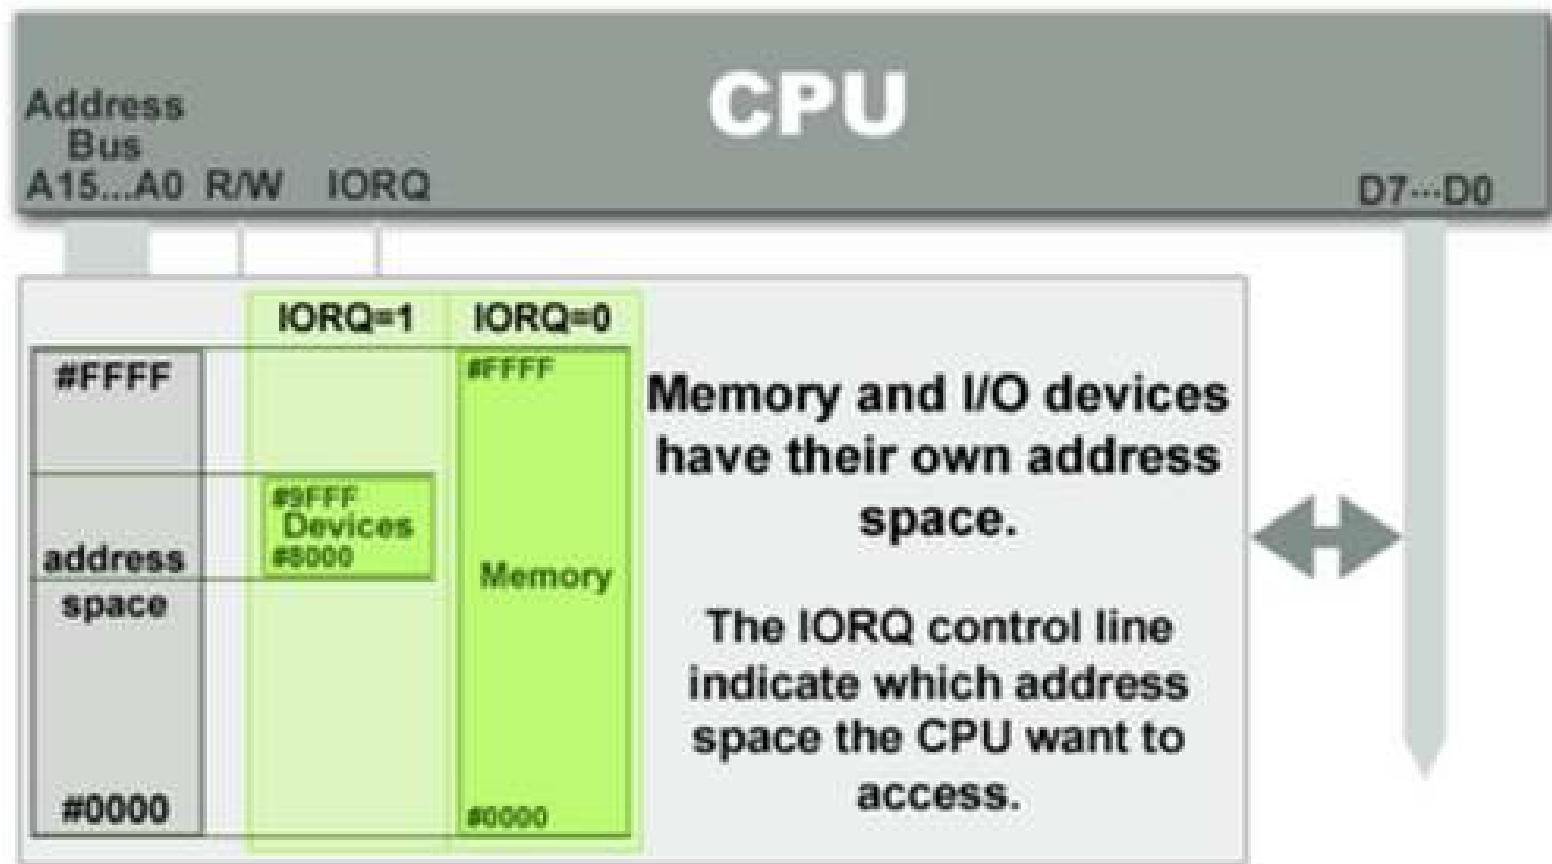 CPU
Address
Bus
A15...A0 R/W IORQ
D7...D0
IORQ=1 IORQ=0
#FFFF
#FFFF
#9FFF
Devices
#8000
address
space
Memory
#0000
#0000
Memory and I/O devices
have their own address
space.
The IORQ control line
indicate which address
space the CPU want to
access.